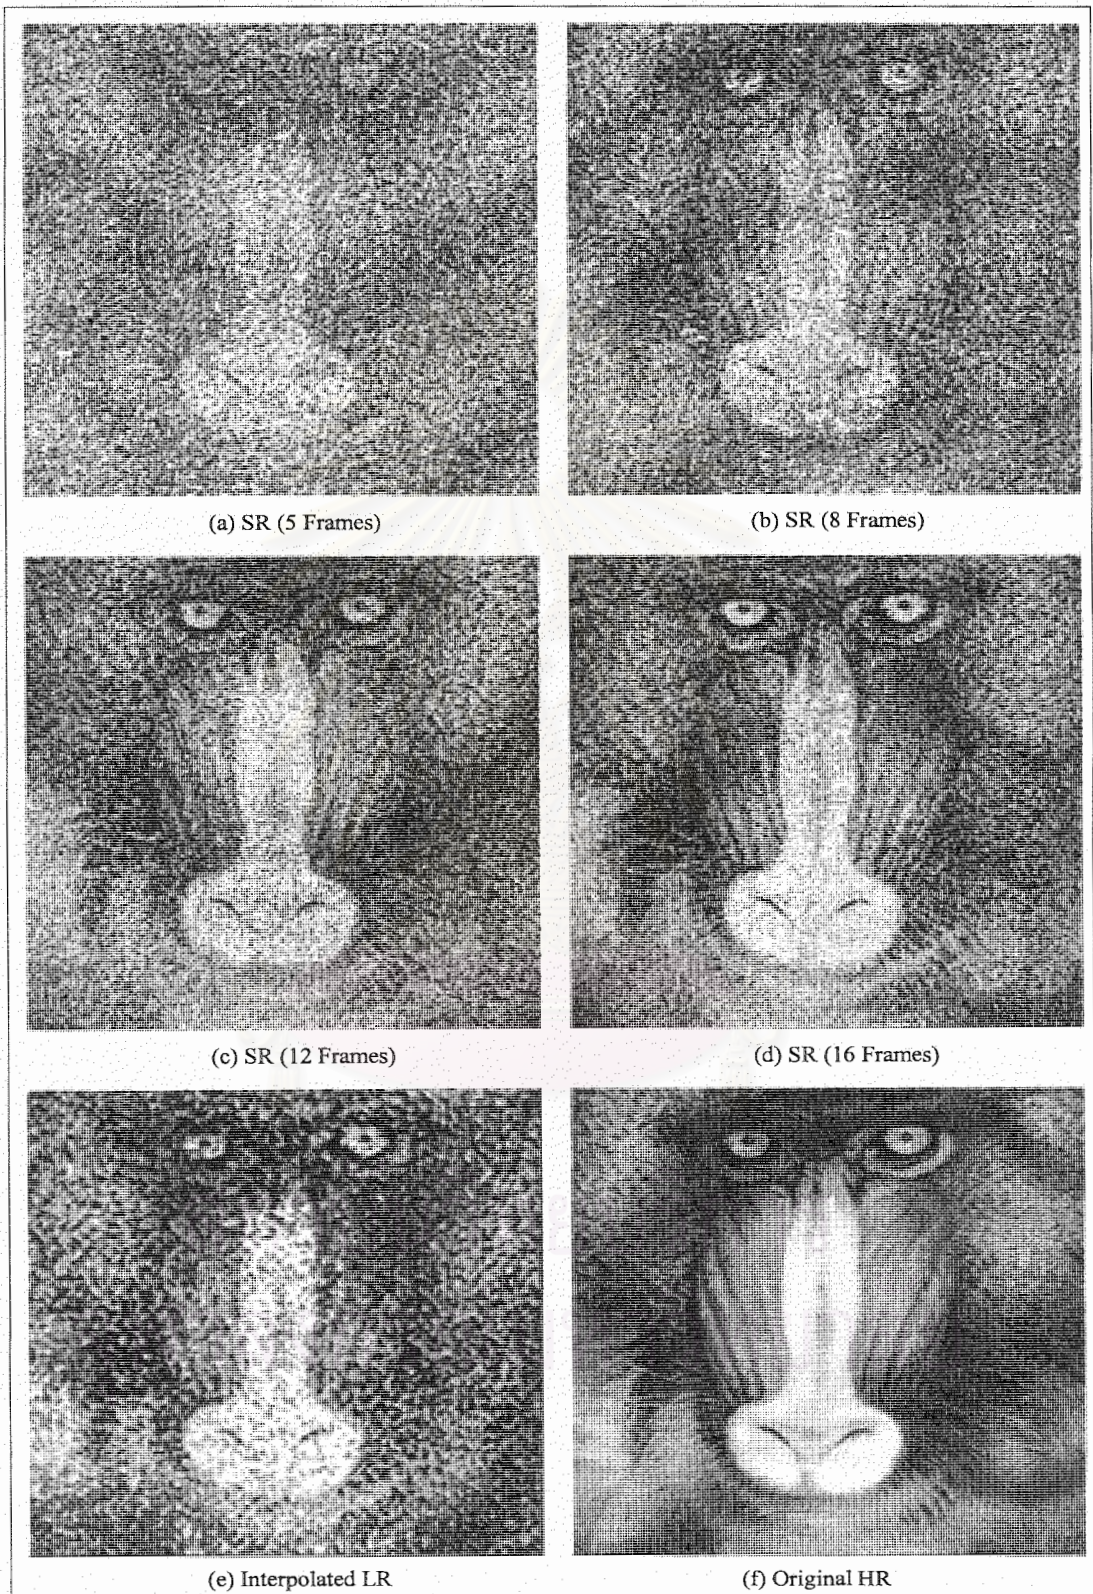 (a) SR (5 Frames)
(b) SR (8 Frames)
(c) SR (12 Frames)
(d) SR (16 Frames)
(e) Interpolated LR
(f) Original HR